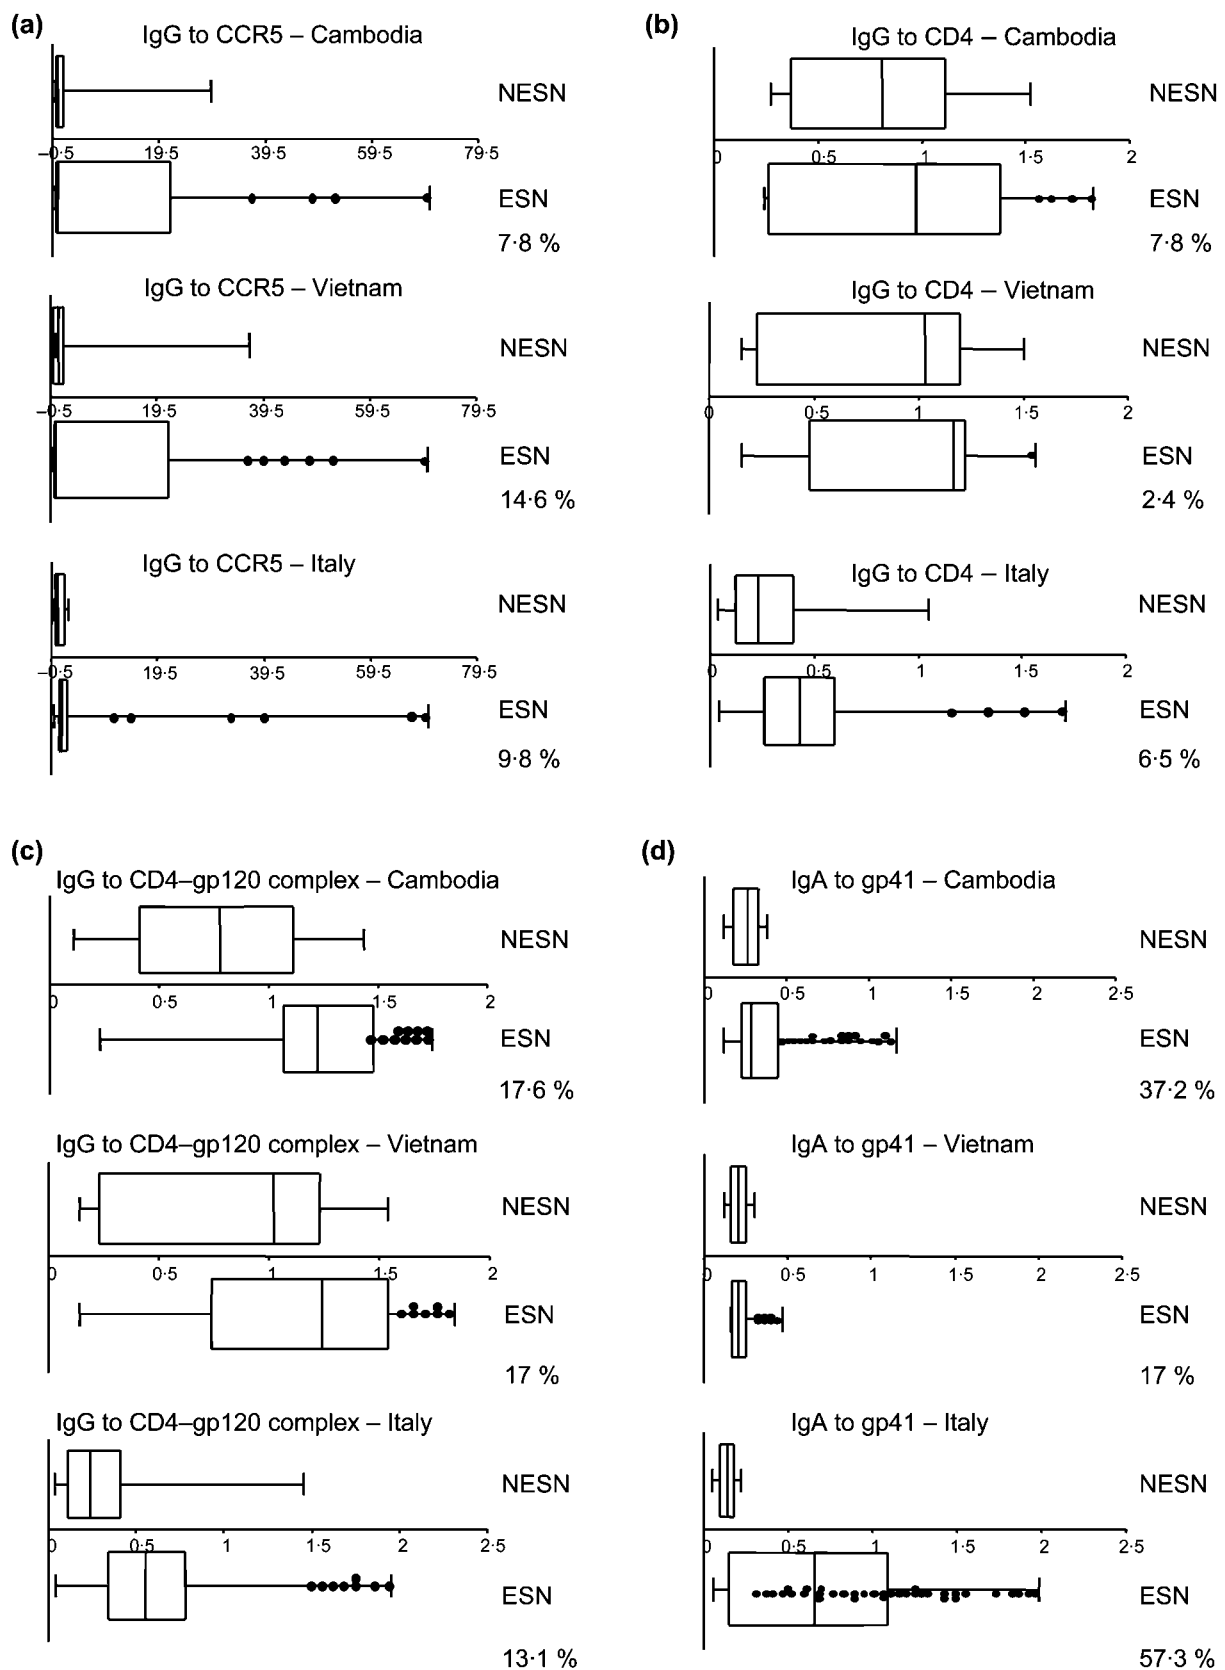 (a)
IgG to CCR5 – Cambodia
NESN
–0·5 19·5 39·5 59·5 79·5
ESN
7·8 %
IgG to CCR5 – Vietnam
NESN
–0·5 19·5 39·5 59·5 79·5
ESN
14·6 %
IgG to CCR5 – Italy
NESN
–0·5 19·5 39·5 59·5 79·5
ESN
9·8 %
(b)
IgG to CD4 – Cambodia
NESN
0 0·5 1 1·5 2
ESN
7·8 %
IgG to CD4 – Vietnam
NESN
0 0·5 1 1·5 2
ESN
2·4 %
IgG to CD4 – Italy
NESN
0 0·5 1 1·5 2
ESN
6·5 %
(c)
IgG to CD4–gp120 complex – Cambodia
NESN
0 0·5 1 1·5 2
ESN
17·6 %
IgG to CD4–gp120 complex – Vietnam
NESN
0 0·5 1 1·5 2
ESN
17 %
IgG to CD4–gp120 complex – Italy
NESN
0 0·5 1 1·5 2 2·5
ESN
13·1 %
(d)
IgA to gp41 – Cambodia
NESN
0 0·5 1 1·5 2 2·5
ESN
37·2 %
IgA to gp41 – Vietnam
NESN
0 0·5 1 1·5 2 2·5
ESN
17 %
IgA to gp41 – Italy
NESN
0 0·5 1 1·5 2 2·5
ESN
57·3 %